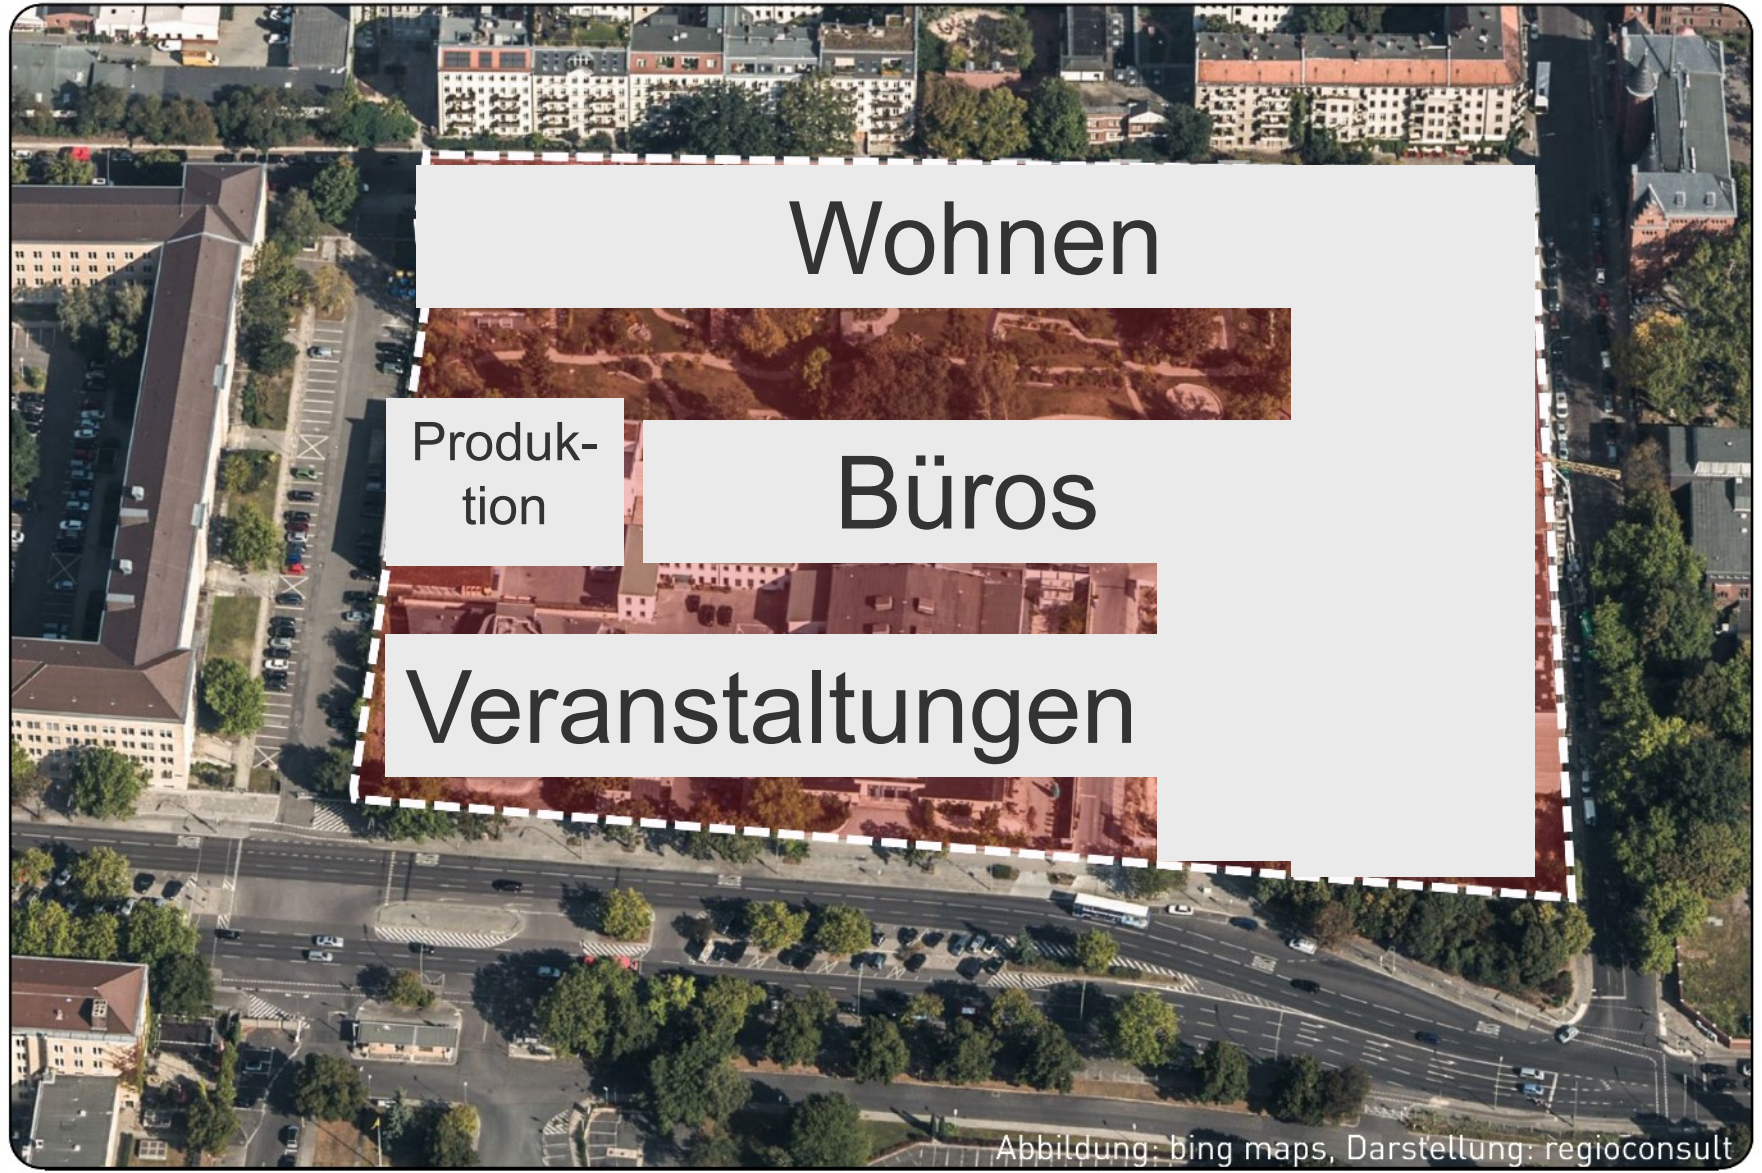 Wohnen
Produk-
tion
Büros
Veranstaltungen
Abbildung: bing maps, Darstellung: regioconsult